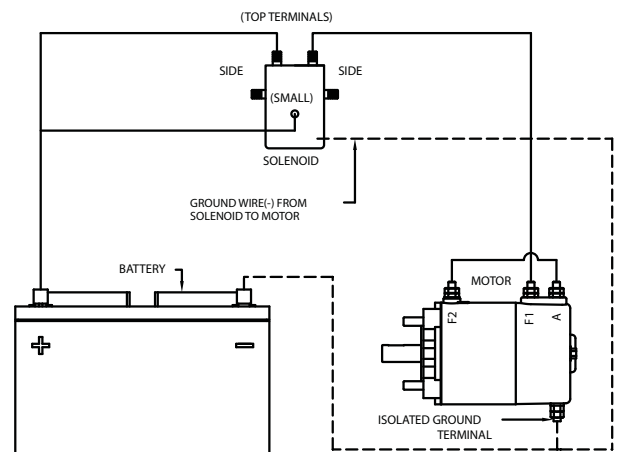 (TOP TERMINALS)
SIDE
SIDE
(SMALL)
SOLENOID
GROUND WIRE(-) FROM
SOLENOID TO MOTOR
BATTERY
MOTOR
F2
F1
A
+
-
ISOLATED GROUND
TERMINAL